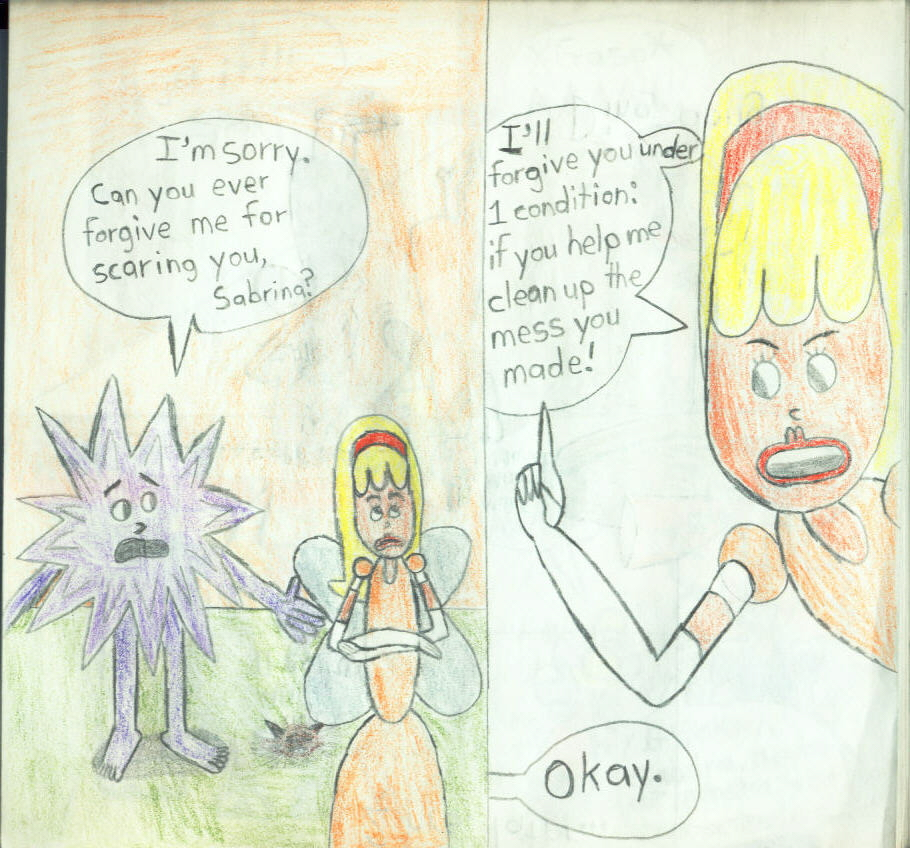 I'm sorry.
Can you ever
forgive me for
scaring you,
Sabrina?
I'll
forgive you under
1 condition:
if you help me
clean up the
mess you
made!
Okay.